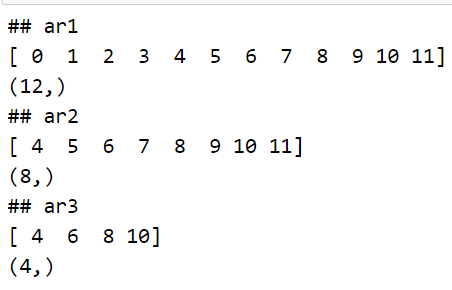 ## ar1
[ 0  1  2  3  4  5  6  7  8  9 10 11]
(12,)
## ar2
[ 4  5  6  7  8  9 10 11]
(8,)
## ar3
[ 4  6  8 10]
(4,)